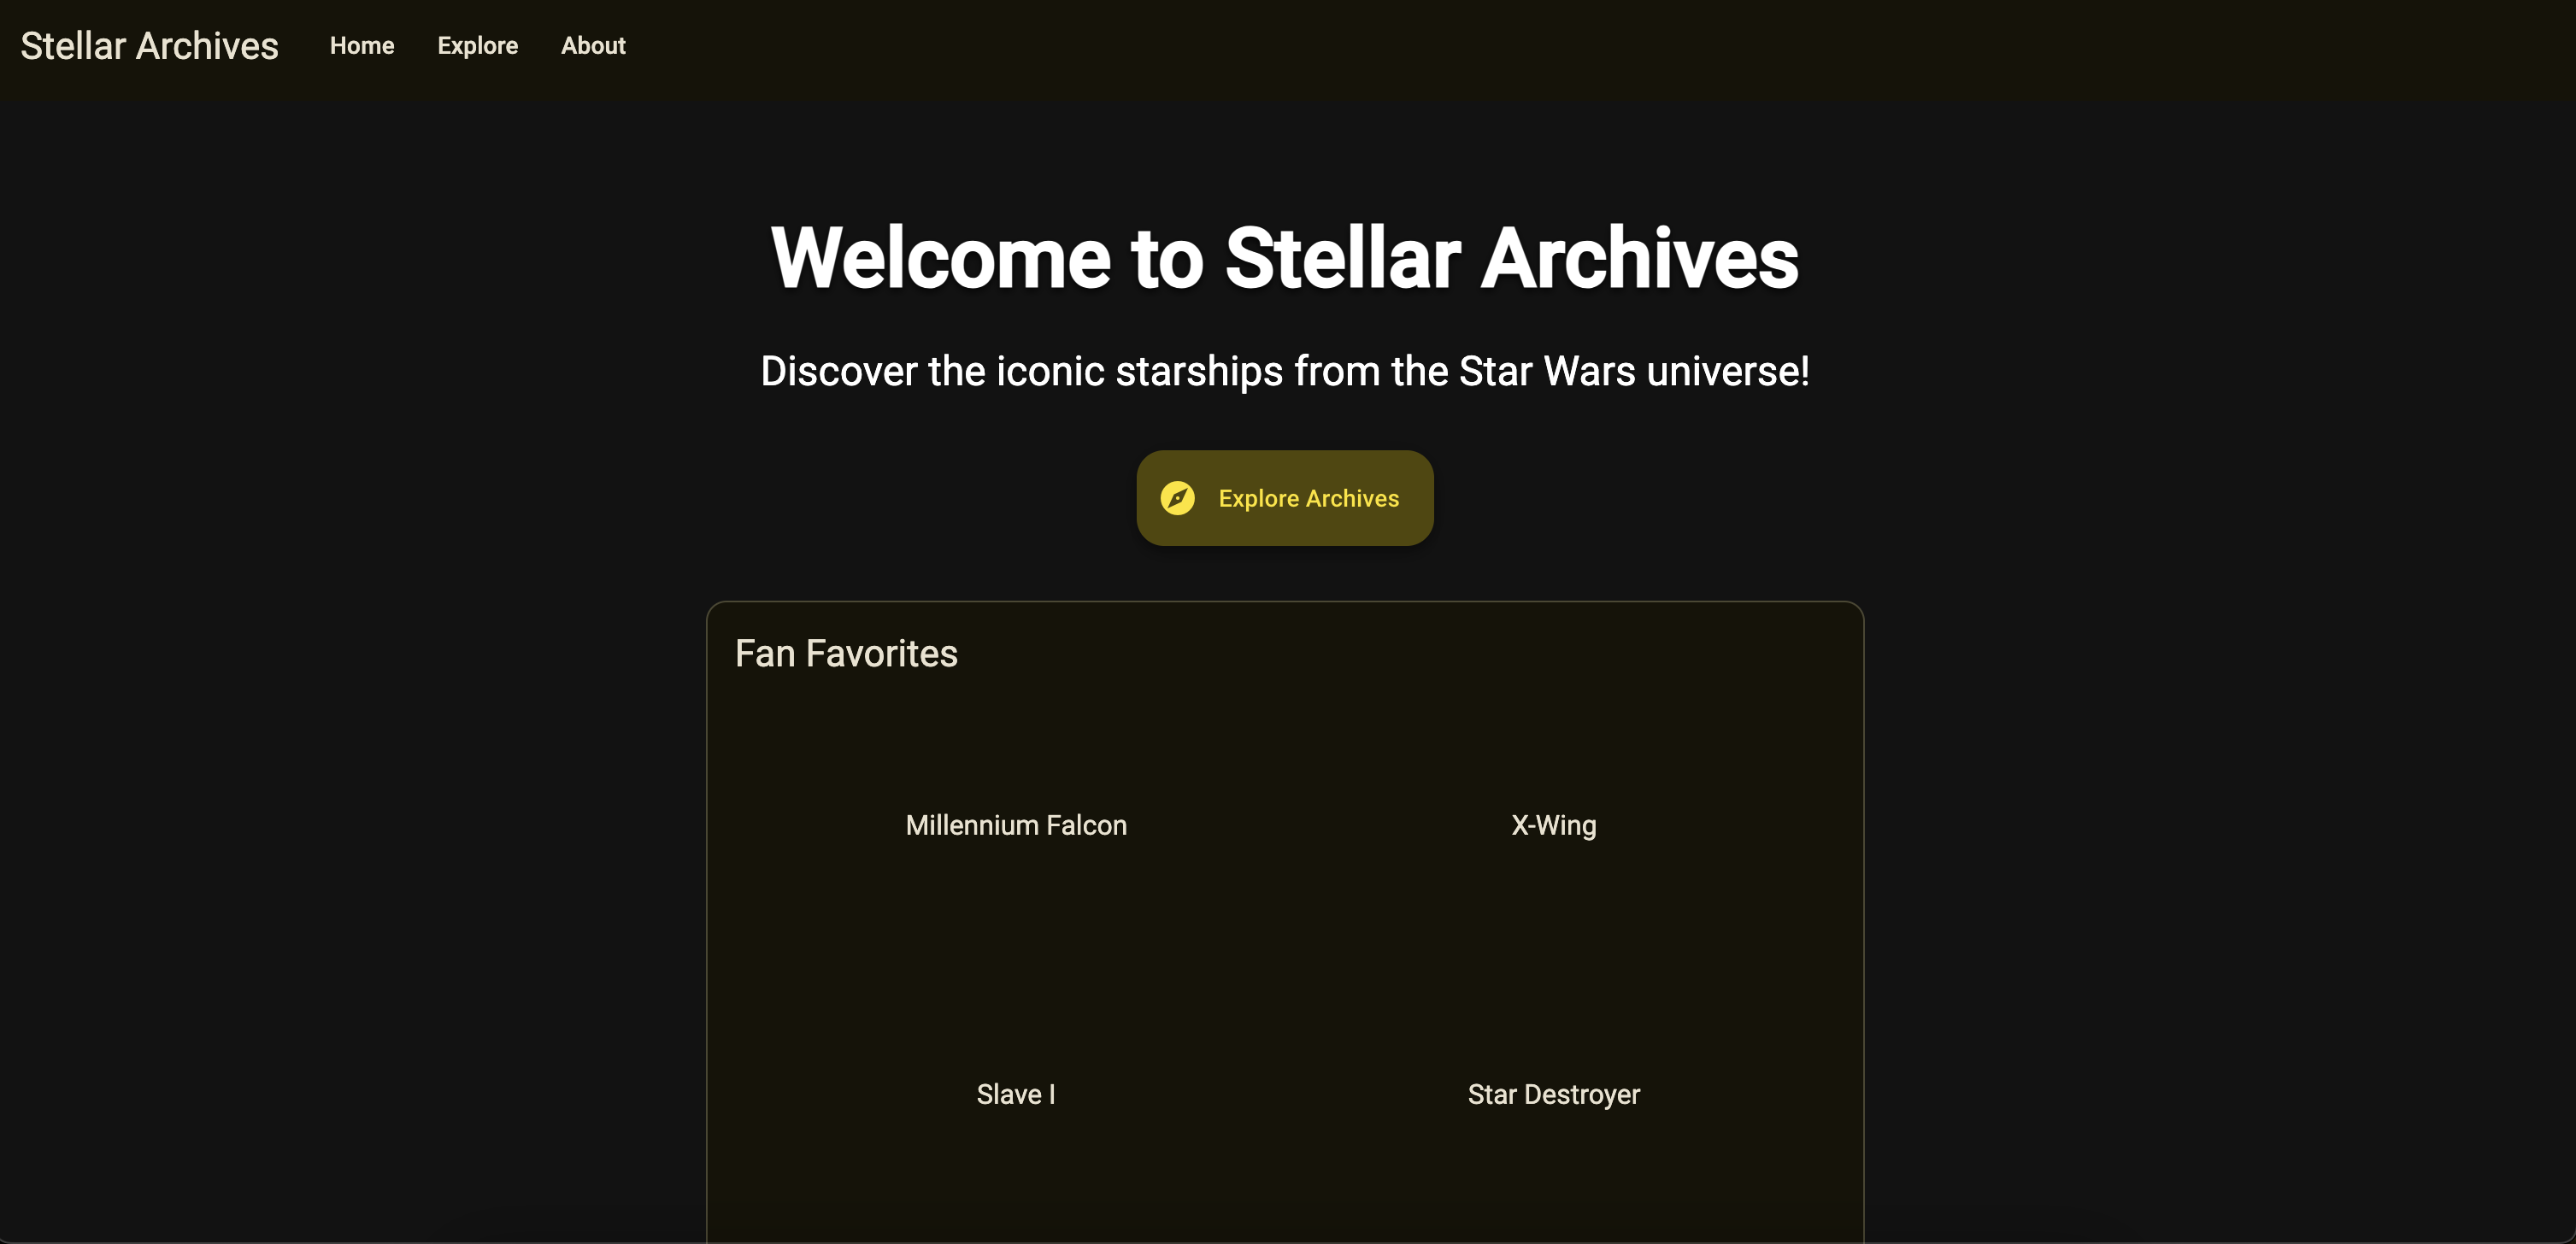 Stellar Archives Home Explore About
Welcome to Stellar Archives
Discover the iconic starships from the Star Wars universe!
Explore Archives
Fan Favorites
Millennium Falcon X-Wing
Slave I Star Destroyer